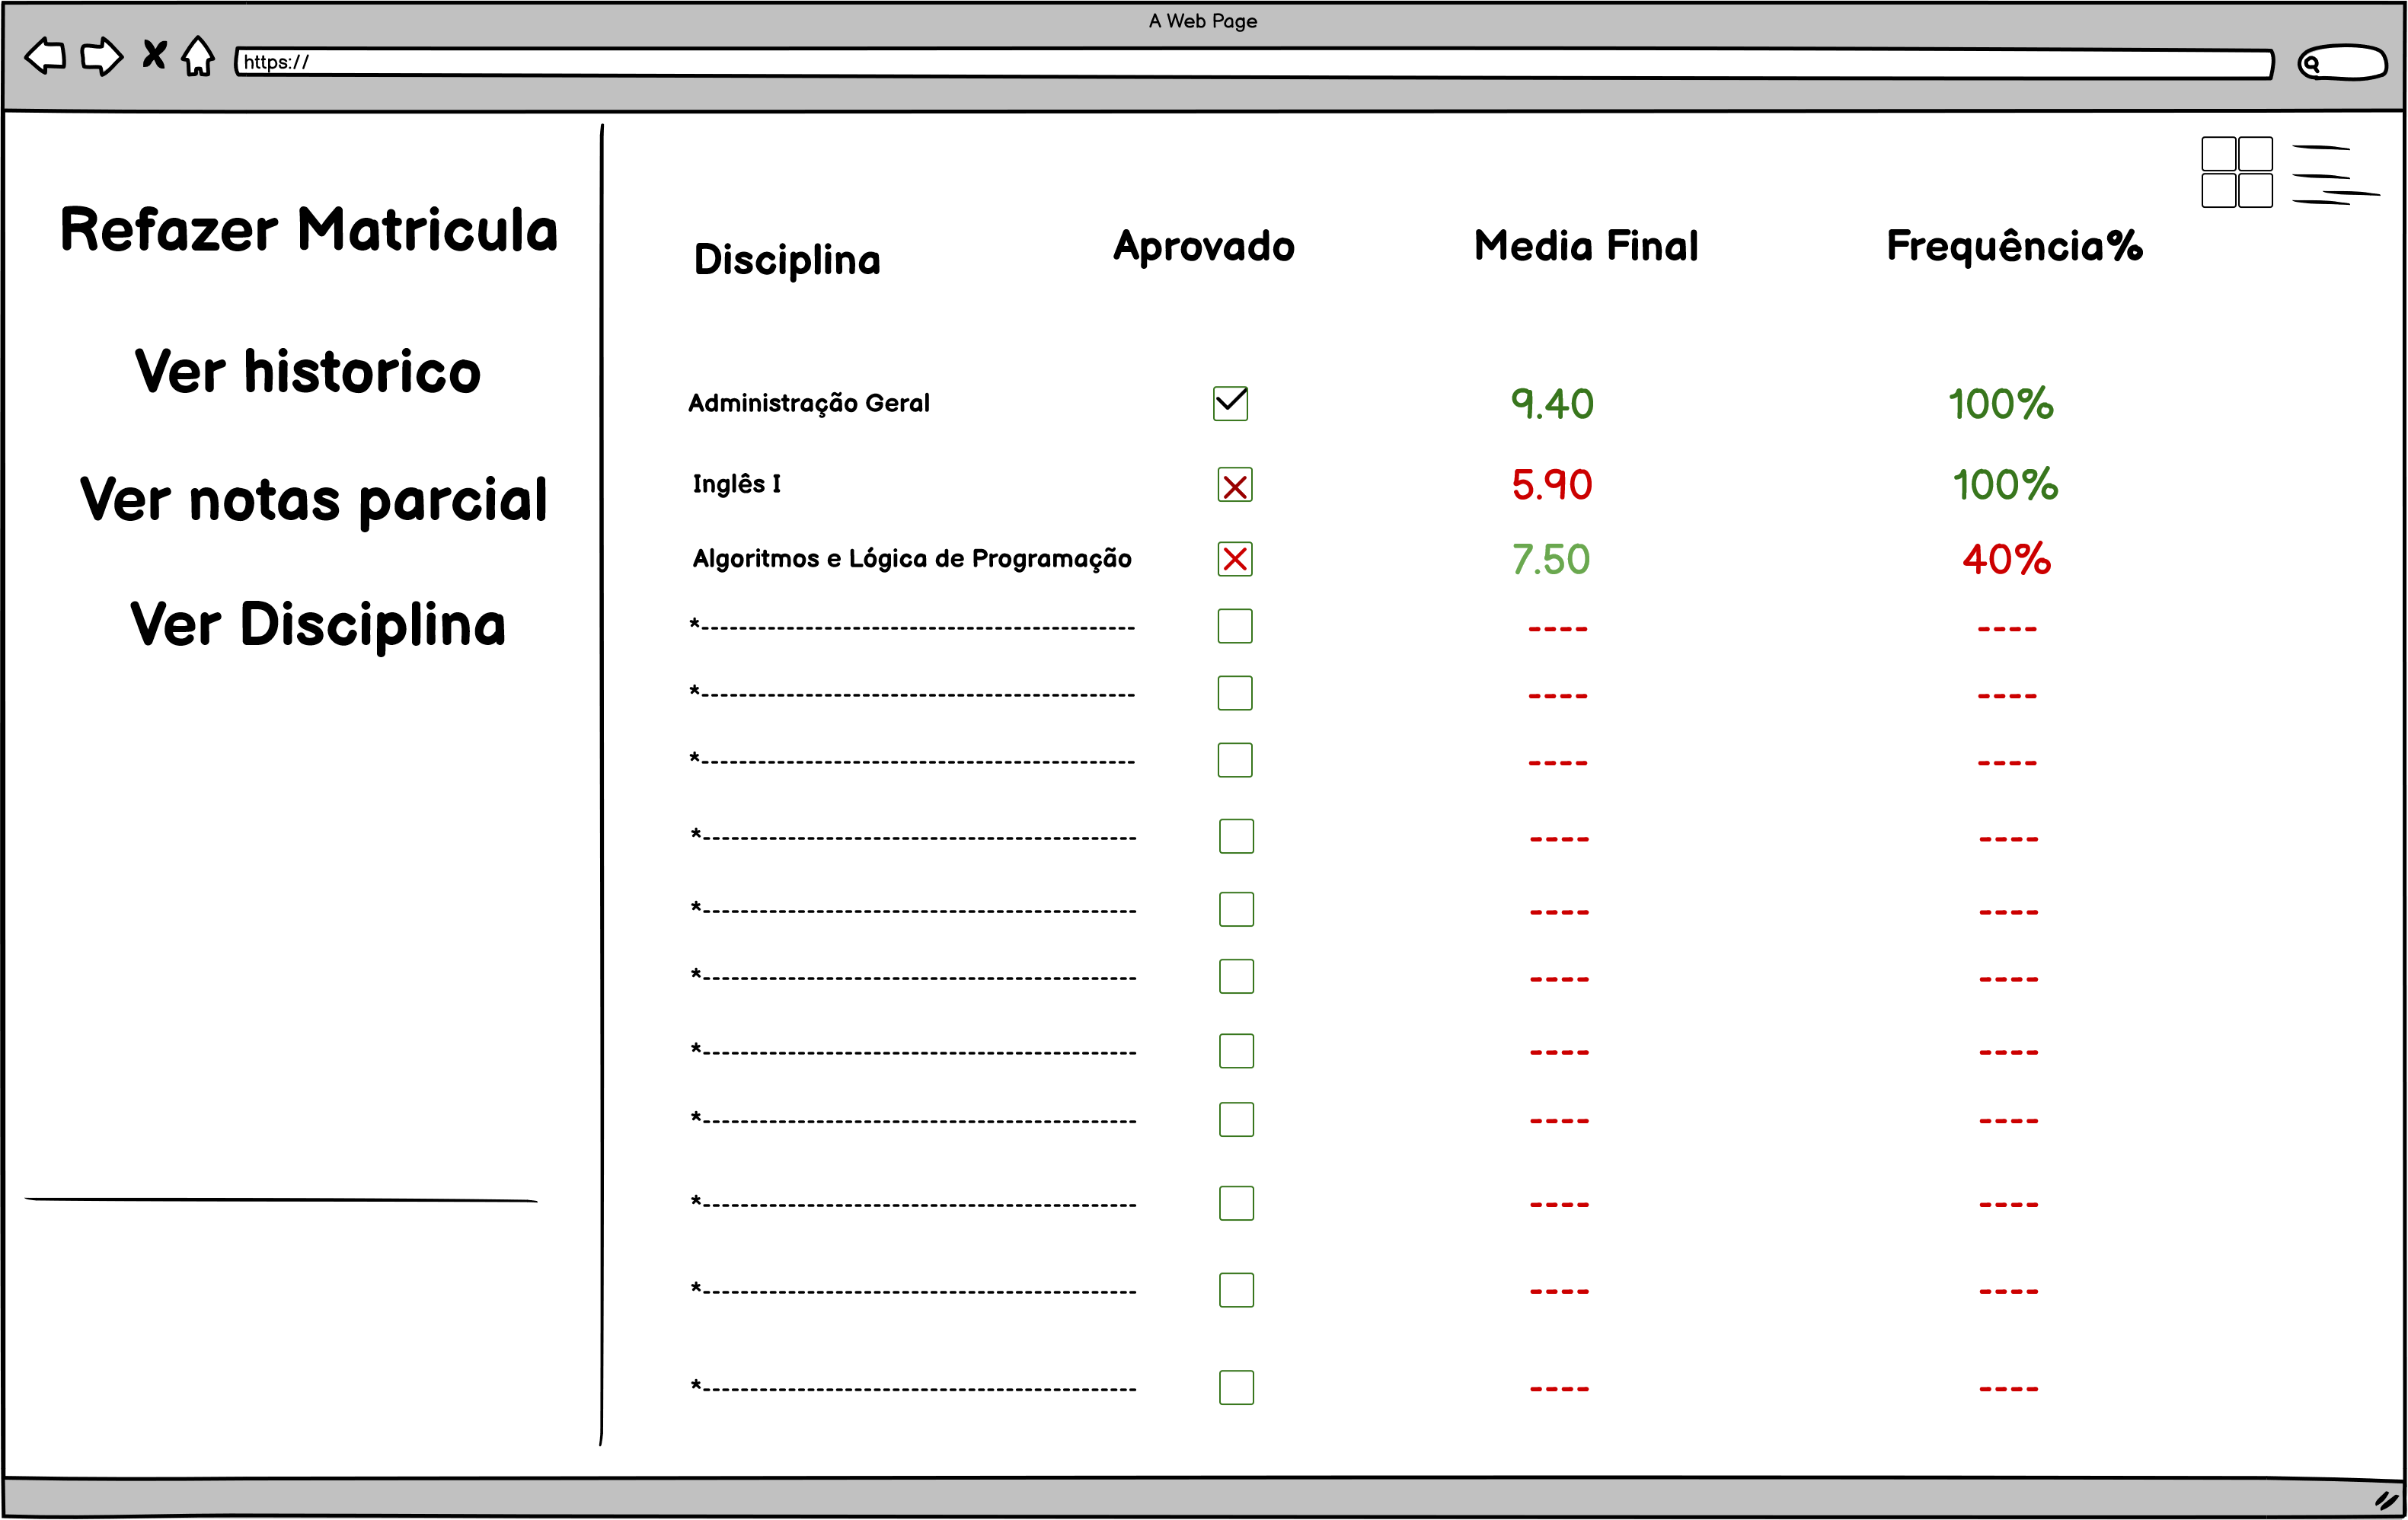 A Web Page
https://
Refazer Matricula
Ver historico
Ver notas parcial
Ver Disciplina
Disciplina Aprovado Media Final Frequência%
Administração Geral 9.40 100%
Inglês I 5.90 100%
Algoritmos e Lógica de Programação 7.50 40%
*---------------------------------------------- ---- ----
*---------------------------------------------- ---- ----
*---------------------------------------------- ---- ----
*---------------------------------------------- ---- ----
*---------------------------------------------- ---- ----
*---------------------------------------------- ---- ----
*---------------------------------------------- ---- ----
*---------------------------------------------- ---- ----
*---------------------------------------------- ---- ----
*---------------------------------------------- ---- ----
*---------------------------------------------- ---- ----